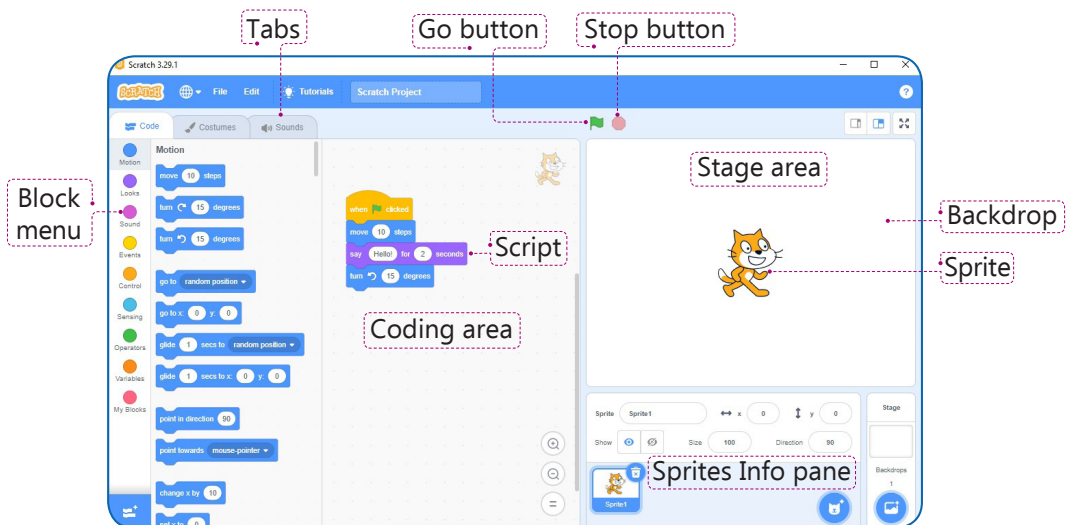 Tabs
Go button
Stop button
Scratch 3.29.1
SCRATCH
File Edit Tutorials Scratch Project
?
Code Costumes Sounds
Motion
Looks
Sound
Events
Control
Sensing
Operators
Variables
My Blocks
Block
menu
Motion
move 10 steps
turn 15 degrees
turn 15 degrees
go to random position
go to x: 0 y: 0
glide 1 secs to random position
glide 1 secs to x: 0 y: 0
point in direction 90
point towards mouse-pointer
change x by 10
set x to 0
when clicked
move 10 steps
say Hello! for 2 seconds
turn 15 degrees
Script
Coding area
Stage area
Backdrop
Sprite
Sprite Sprite1 x 0 y 0
Show Size 100 Direction 90
Sprites Info pane
Sprite1
Stage
Backdrops
1